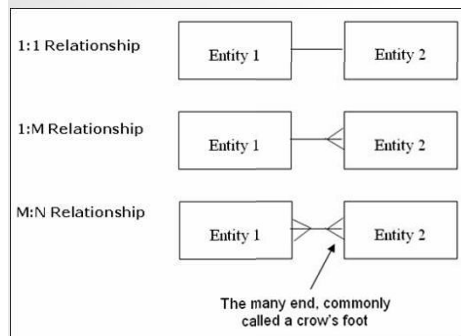 1:1 Relationship
Entity 1
Entity 2
1:M Relationship
Entity 1
Entity 2
M:N Relationship
Entity 1
Entity 2
The many end, commonly
called a crow's foot